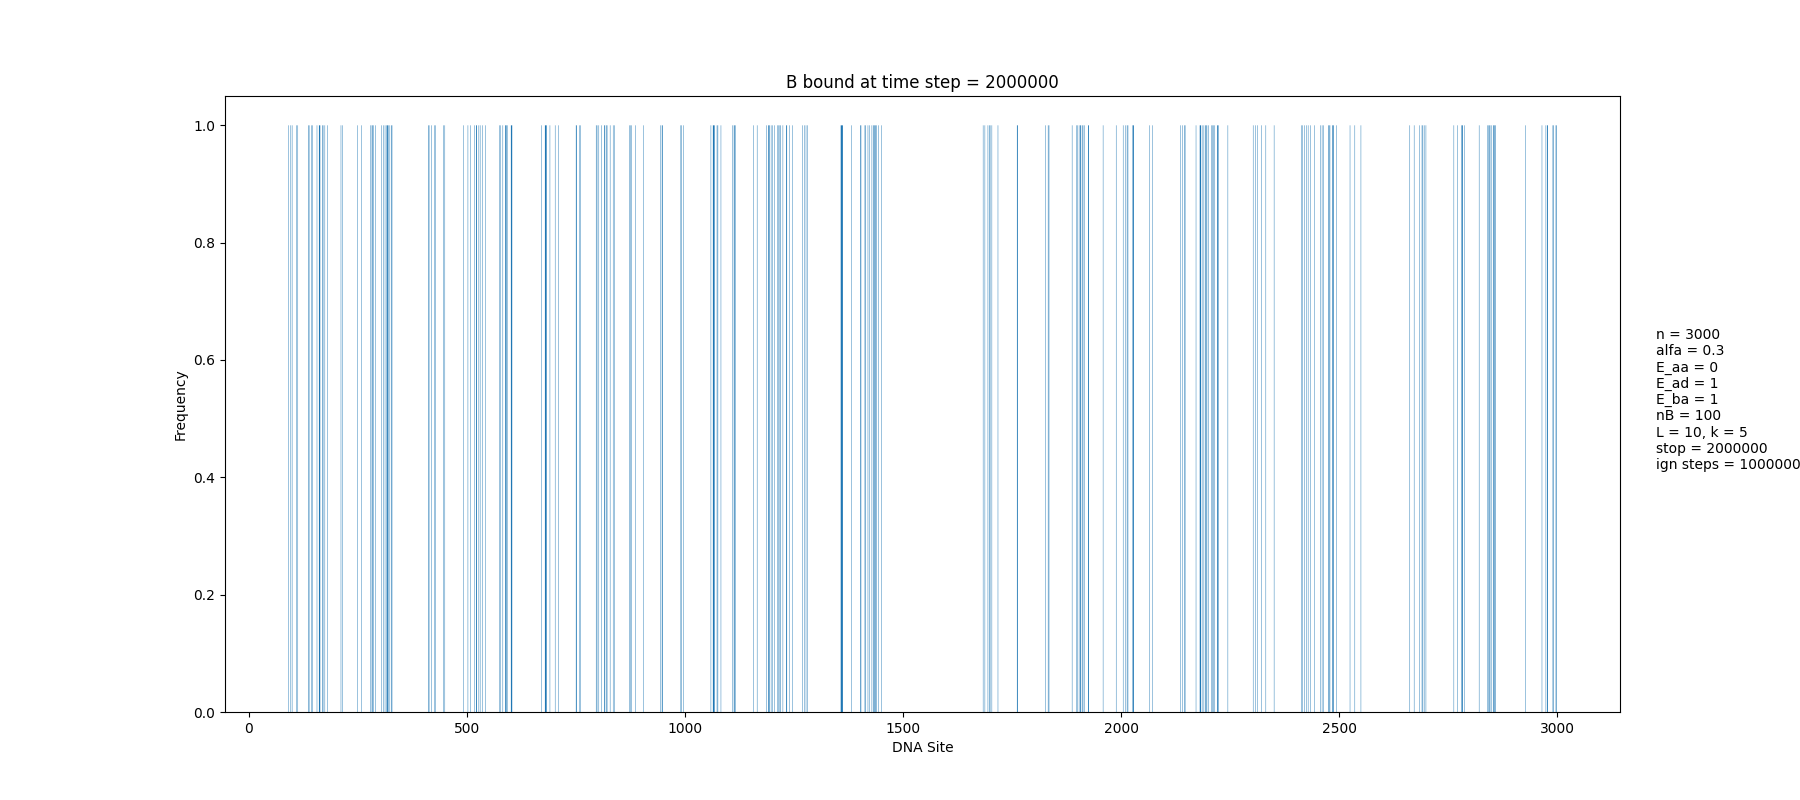 B bound at time step = 2000000
1.0
0.8
0.6
0.4
0.2
0.0
Frequency
0 500 1000 1500 2000 2500 3000
DNA Site
n = 3000
alfa = 0.3
E_aa = 0
E_ad = 1
E_ba = 1
nB = 100
L = 10, k = 5
stop = 2000000
ign steps = 1000000